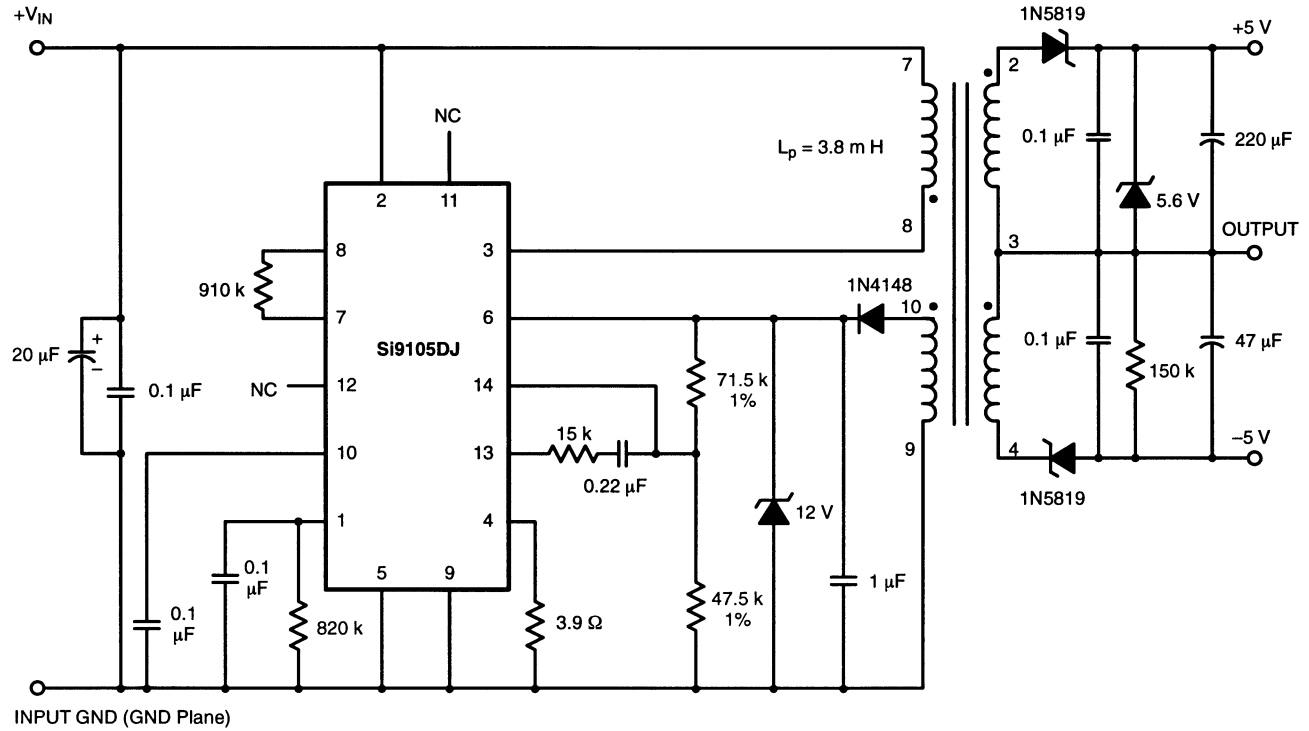 +VIN
1N5819
+5 V
7
2
NC
Lp = 3.8 m H
0.1 µF
220 µF
2
11
5.6 V
8
3
8
3
OUTPUT
910 k
1N4148
10
7
6
20 µF
+
–
Si9105DJ
0.1 µF
47 µF
0.1 µF
NC
12
14
71.5 k
1%
150 k
10
13
15 k
0.22 µF
9
4
–5 V
1N5819
1
4
12 V
0.1
µF
5
9
0.1
µF
820 k
3.9 Ω
47.5 k
1%
1 µF
INPUT GND (GND Plane)